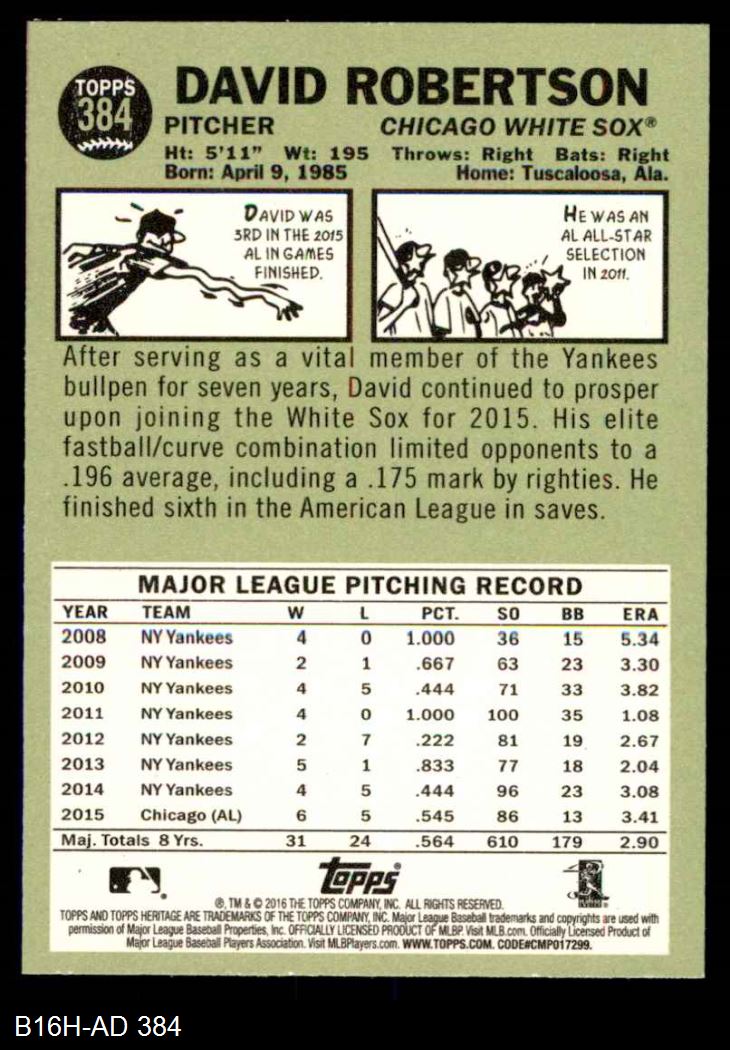 TOPPS
384
DAVID ROBERTSON
PITCHER CHICAGO WHITE SOX®
Ht: 5'11" Wt: 195 Throws: Right Bats: Right
Born: April 9, 1985 Home: Tuscaloosa, Ala.
DAVID WAS
3RD IN THE 2015
AL IN GAMES
FINISHED.
HE WAS AN
AL ALL-STAR
SELECTION
IN 2011.
After serving as a vital member of the Yankees
bullpen for seven years, David continued to prosper
upon joining the White Sox for 2015. His elite
fastball/curve combination limited opponents to a
.196 average, including a .175 mark by righties. He
finished sixth in the American League in saves.
MAJOR LEAGUE PITCHING RECORD
YEAR TEAM W L PCT. SO BB ERA
2008 NY Yankees 4 0 1.000 36 15 5.34
2009 NY Yankees 2 1 .667 63 23 3.30
2010 NY Yankees 4 5 .444 71 33 3.82
2011 NY Yankees 4 0 1.000 100 35 1.08
2012 NY Yankees 2 7 .222 81 19 2.67
2013 NY Yankees 5 1 .833 77 18 2.04
2014 NY Yankees 4 5 .444 96 23 3.08
2015 Chicago (AL) 6 5 .545 86 13 3.41
Maj. Totals 8 Yrs. 31 24 .564 610 179 2.90
Topps
®, TM & © 2016 THE TOPPS COMPANY, INC. ALL RIGHTS RESERVED.
TOPPS AND TOPPS HERITAGE ARE TRADEMARKS OF THE TOPPS COMPANY, INC. Major League Baseball trademarks and copyrights are used with
permission of Major League Baseball Properties, Inc. OFFICIALLY LICENSED PRODUCT OF MLBP. Visit MLB.com. Officially Licensed Product of
Major League Baseball Players Association. Visit MLBPlayers.com. WWW.TOPPS.COM. CODE#CMP017299.
B16H-AD 384